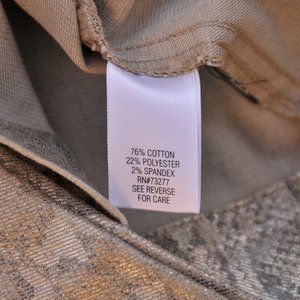 76% COTTON
22% POLYESTER
2% SPANDEX
RN#73277
SEE REVERSE
FOR CARE